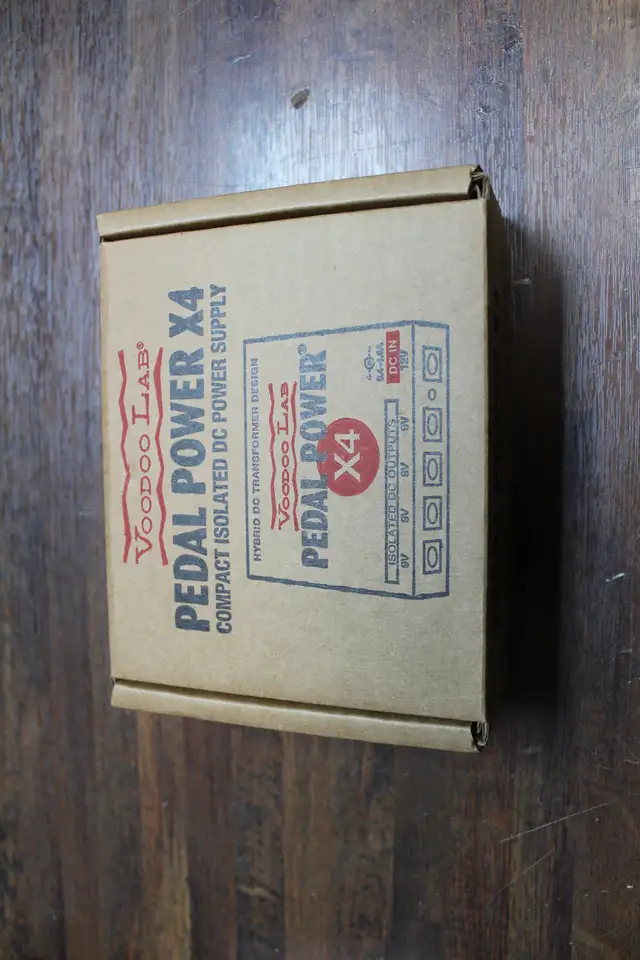 VOODOO LAB®
PEDAL POWER X4
COMPACT ISOLATED DC POWER SUPPLY
HYBRID DC TRANSFORMER DESIGN
VOODOO LAB
PEDAL POWER®
X4
ISOLATED DC OUTPUTS
DC IN
9V 9V 9V 9V 12V